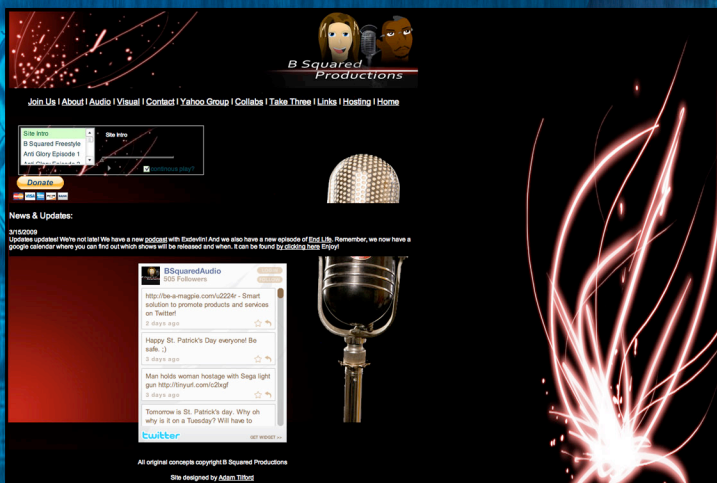 B Squared
Productions
Join Us | About | Audio | Visual | Contact | Yahoo Group | Collabs | Take Three | Links | Hosting | Home
Site Intro
B Squared Freestyle
Anti Glory Episode 1
Anti Glory Episode 2
Site Intro
continous play?
Donate
News & Updates:
3/15/2009
Updates updates! We're not late! We have a new podcast with Exdevlin! And we also have a new episode of End Life. Remember, we now have a
google calendar where you can find out which shows will be released and when. It can be found by clicking here Enjoy!
BSquaredAudio
505 Followers
http://be-a-magpie.com/u2224r - Smart
solution to promote products and services
on Twitter!
3 days ago
Happy St. Patrick's Day everyone! Be
safe. ;)
3 days ago
Man holds woman hostage with Sega light
gun http://tinyurl.com/c2lxgf
3 days ago
Tomorrow is St. Patrick's day. Why oh
why is it on a Tuesday? Will have to
twitter
GET WIDGET >>
All original concepts copyright B Squared Productions
Site designed by Adam Tilford